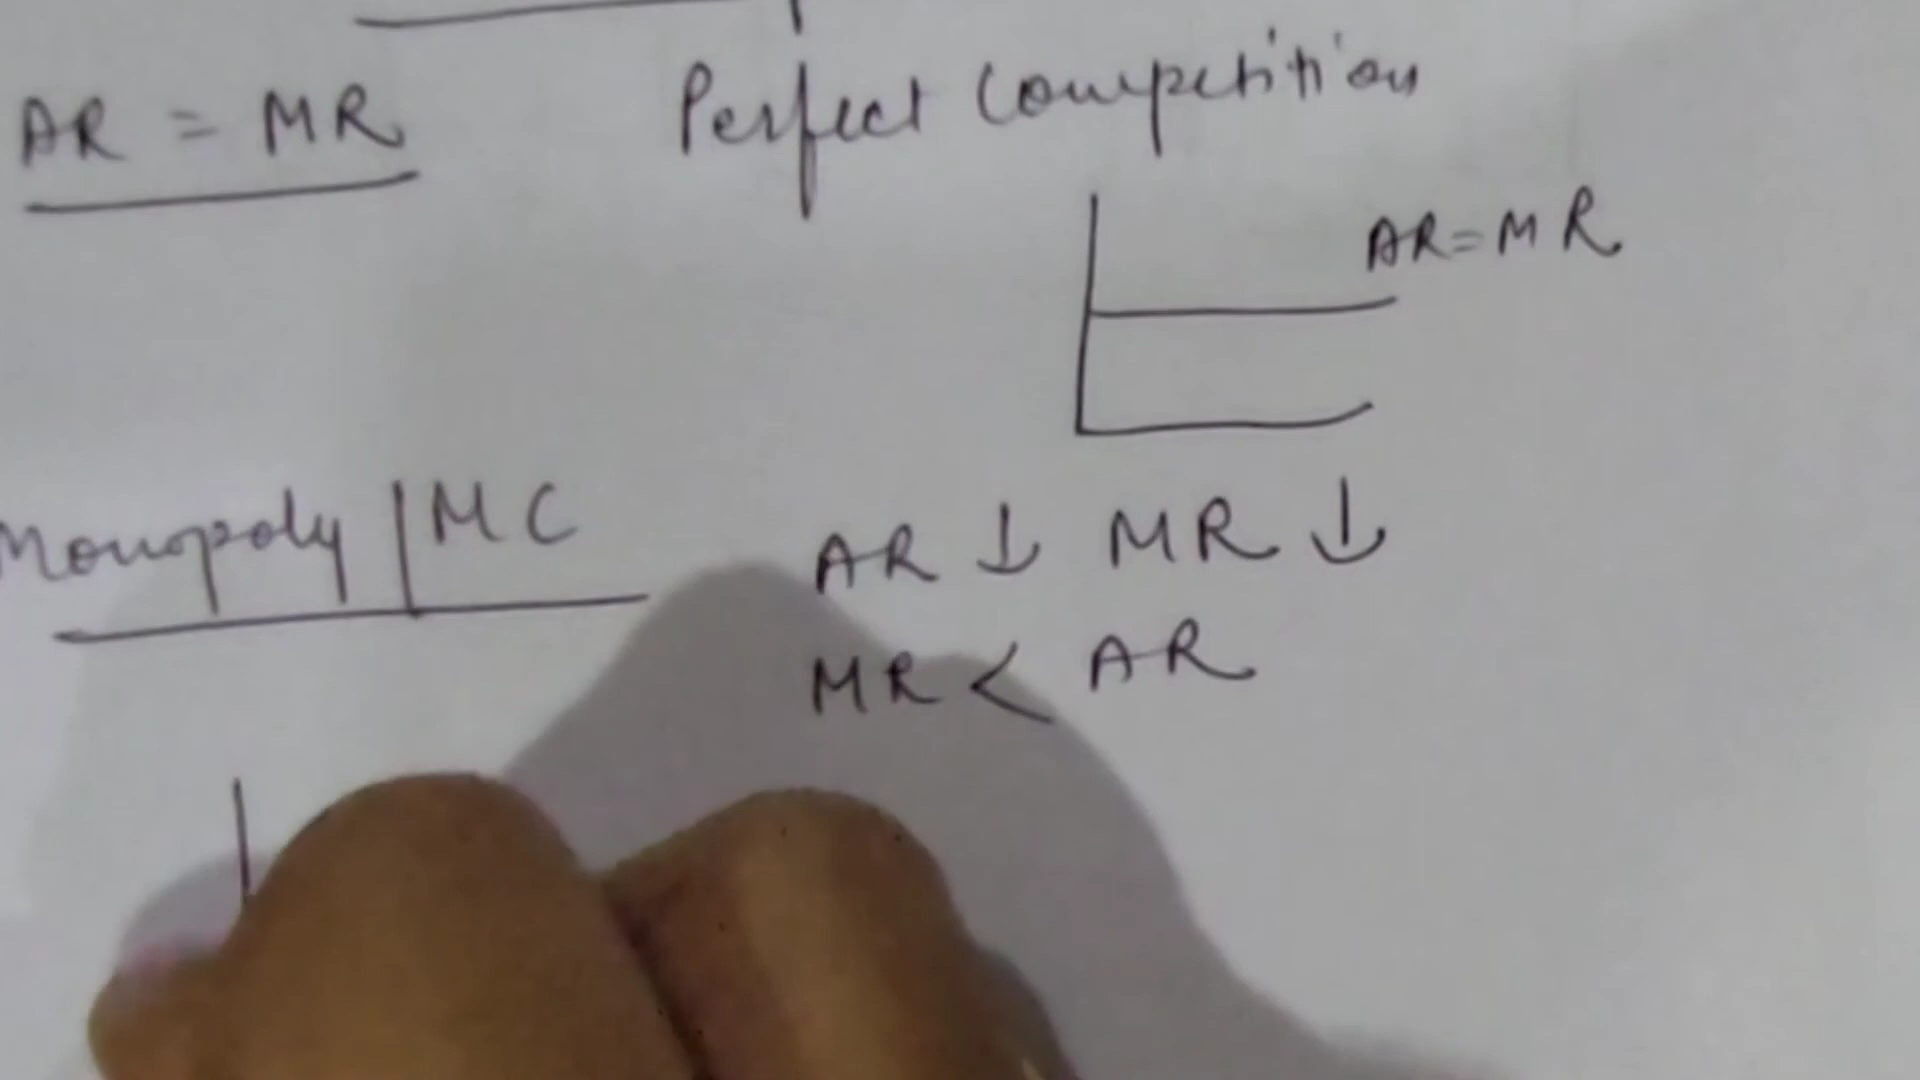 AR = MR
Perfect Competition
AR=MR
Monopoly | MC
AR ↓ MR ↓
MR < AR